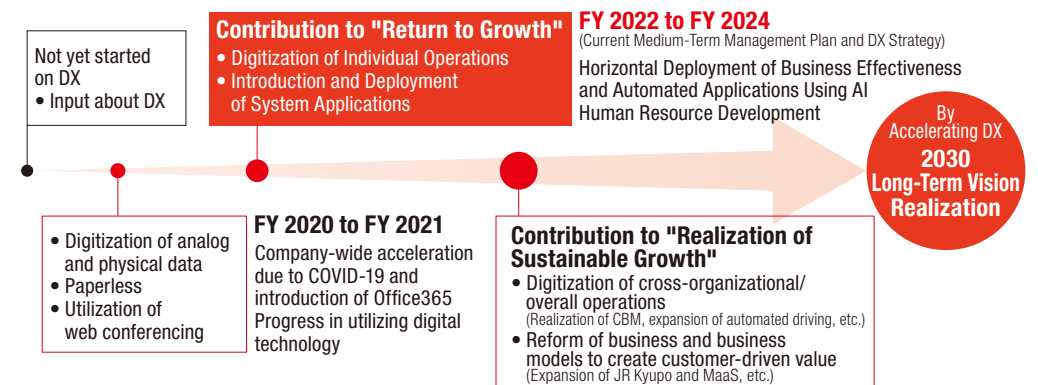 Not yet started
on DX
• Input about DX
Contribution to "Return to Growth"
• Digitization of Individual Operations
• Introduction and Deployment
of System Applications
FY 2022 to FY 2024
(Current Medium-Term Management Plan and DX Strategy)
Horizontal Deployment of Business Effectiveness
and Automated Applications Using AI
Human Resource Development
By
Accelerating DX
2030
Long-Term Vision
Realization
• Digitization of analog
and physical data
• Paperless
• Utilization of
web conferencing
FY 2020 to FY 2021
Company-wide acceleration
due to COVID-19 and
introduction of Office365
Progress in utilizing digital
technology
Contribution to "Realization of
Sustainable Growth"
• Digitization of cross-organizational/
overall operations
(Realization of CBM, expansion of automated driving, etc.)
• Reform of business and business
models to create customer-driven value
(Expansion of JR Kyupo and MaaS, etc.)